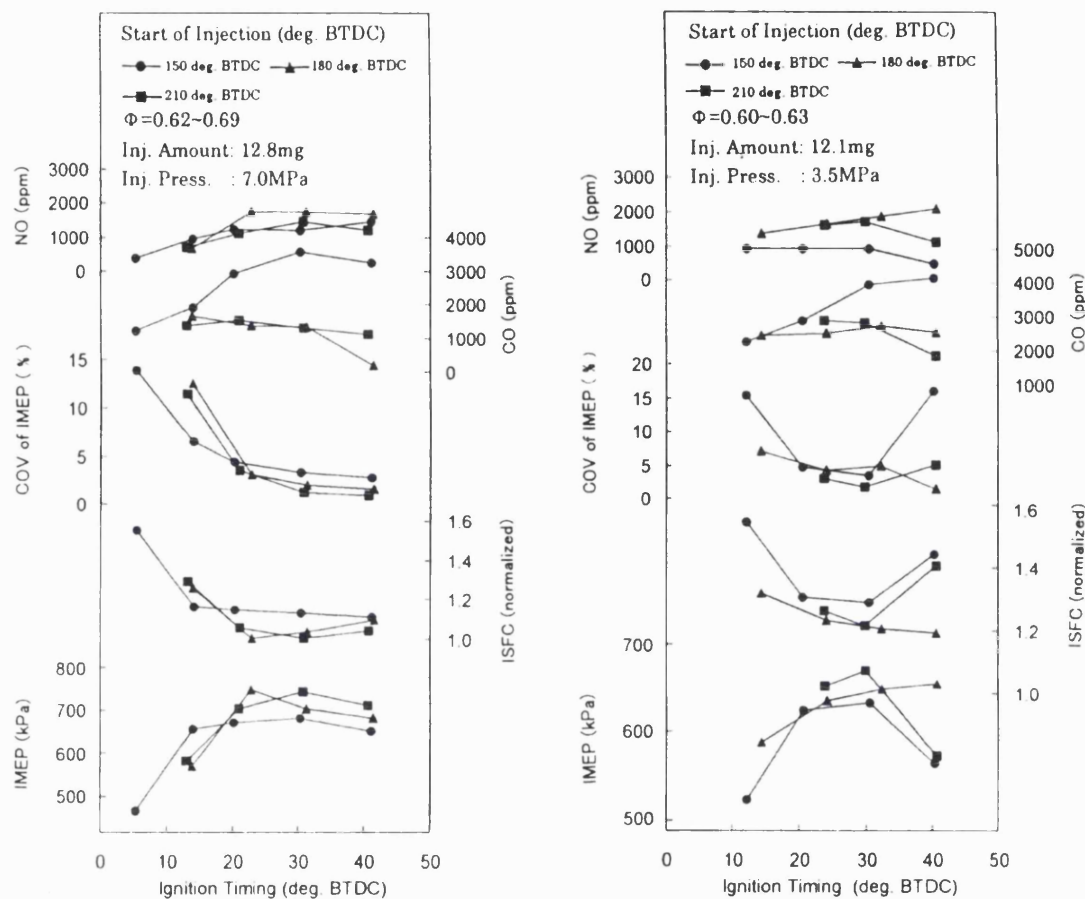 Start of Injection (deg. BTDC)
150 deg. BTDC 180 deg. BTDC
210 deg. BTDC
Φ=0.62~0.69
Inj. Amount: 12.8mg
Inj. Press. : 7.0MPa
NO (ppm)
3000
2000
1000
0
CO (ppm)
4000
3000
2000
1000
0
COV of IMEP (%)
15
10
5
0
ISFC (normalized)
1.6
1.4
1.2
1.0
IMEP (kPa)
800
700
600
500
0 10 20 30 40 50
Ignition Timing (deg. BTDC)
Start of Injection (deg. BTDC)
150 deg. BTDC 180 deg. BTDC
210 deg. BTDC
Φ=0.60~0.63
Inj. Amount: 12.1mg
Inj. Press. : 3.5MPa
NO (ppm)
3000
2000
1000
0
CO (ppm)
5000
4000
3000
2000
1000
COV of IMEP (%)
20
15
10
5
0
ISFC (normalized)
1.6
1.4
1.2
1.0
IMEP (kPa)
700
600
500
0 10 20 30 40 50
Ignition Timing (deg. BTDC)